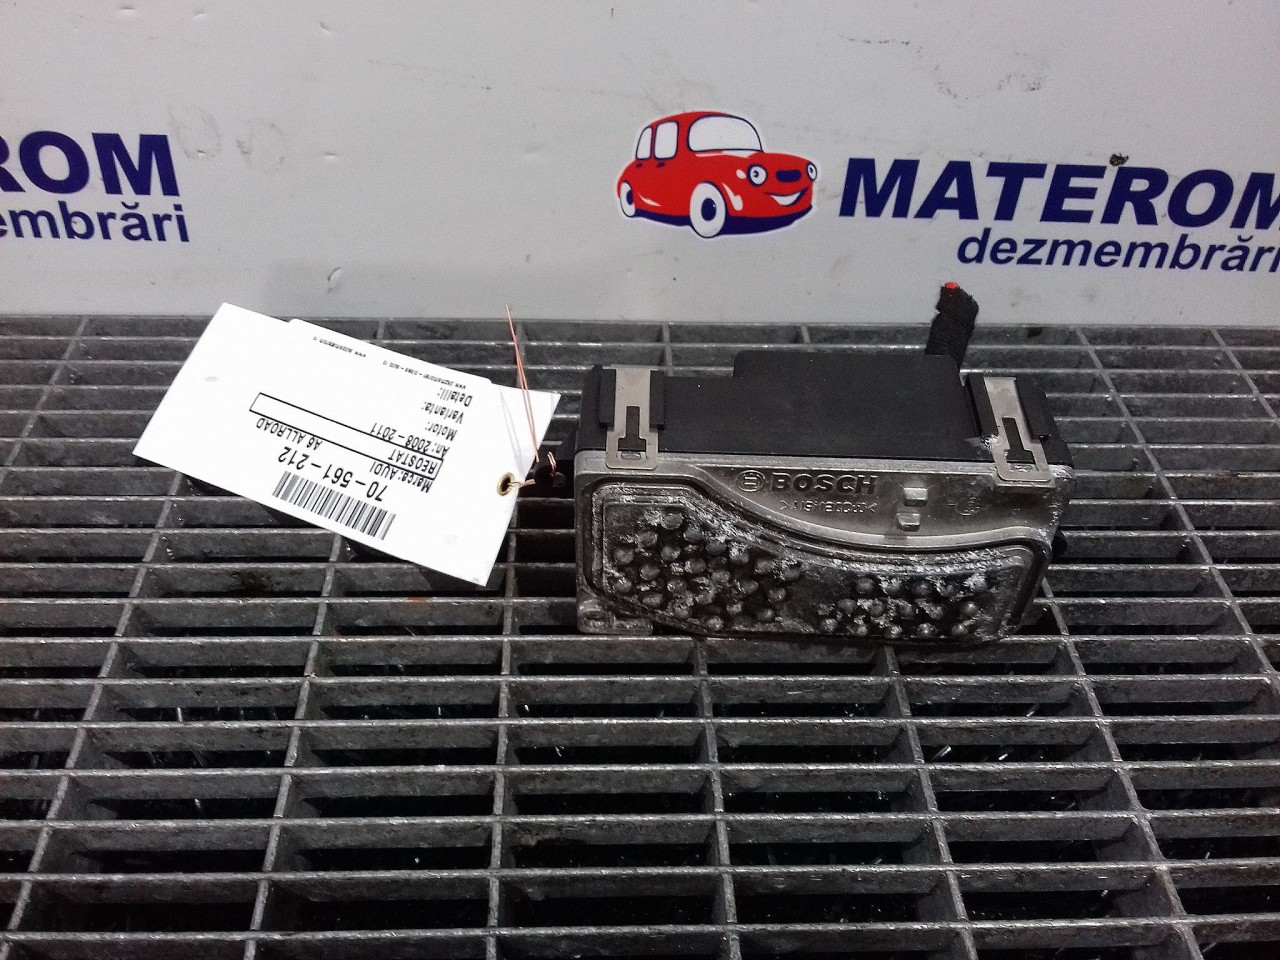 ROM
embrări
MATEROM
dezmembrări
BOSCH
70-561-212
Marca: AUDI A6 ALLROAD
REOSTAT
An: 2008-2011
Motor:
Varianta:
Detalii: